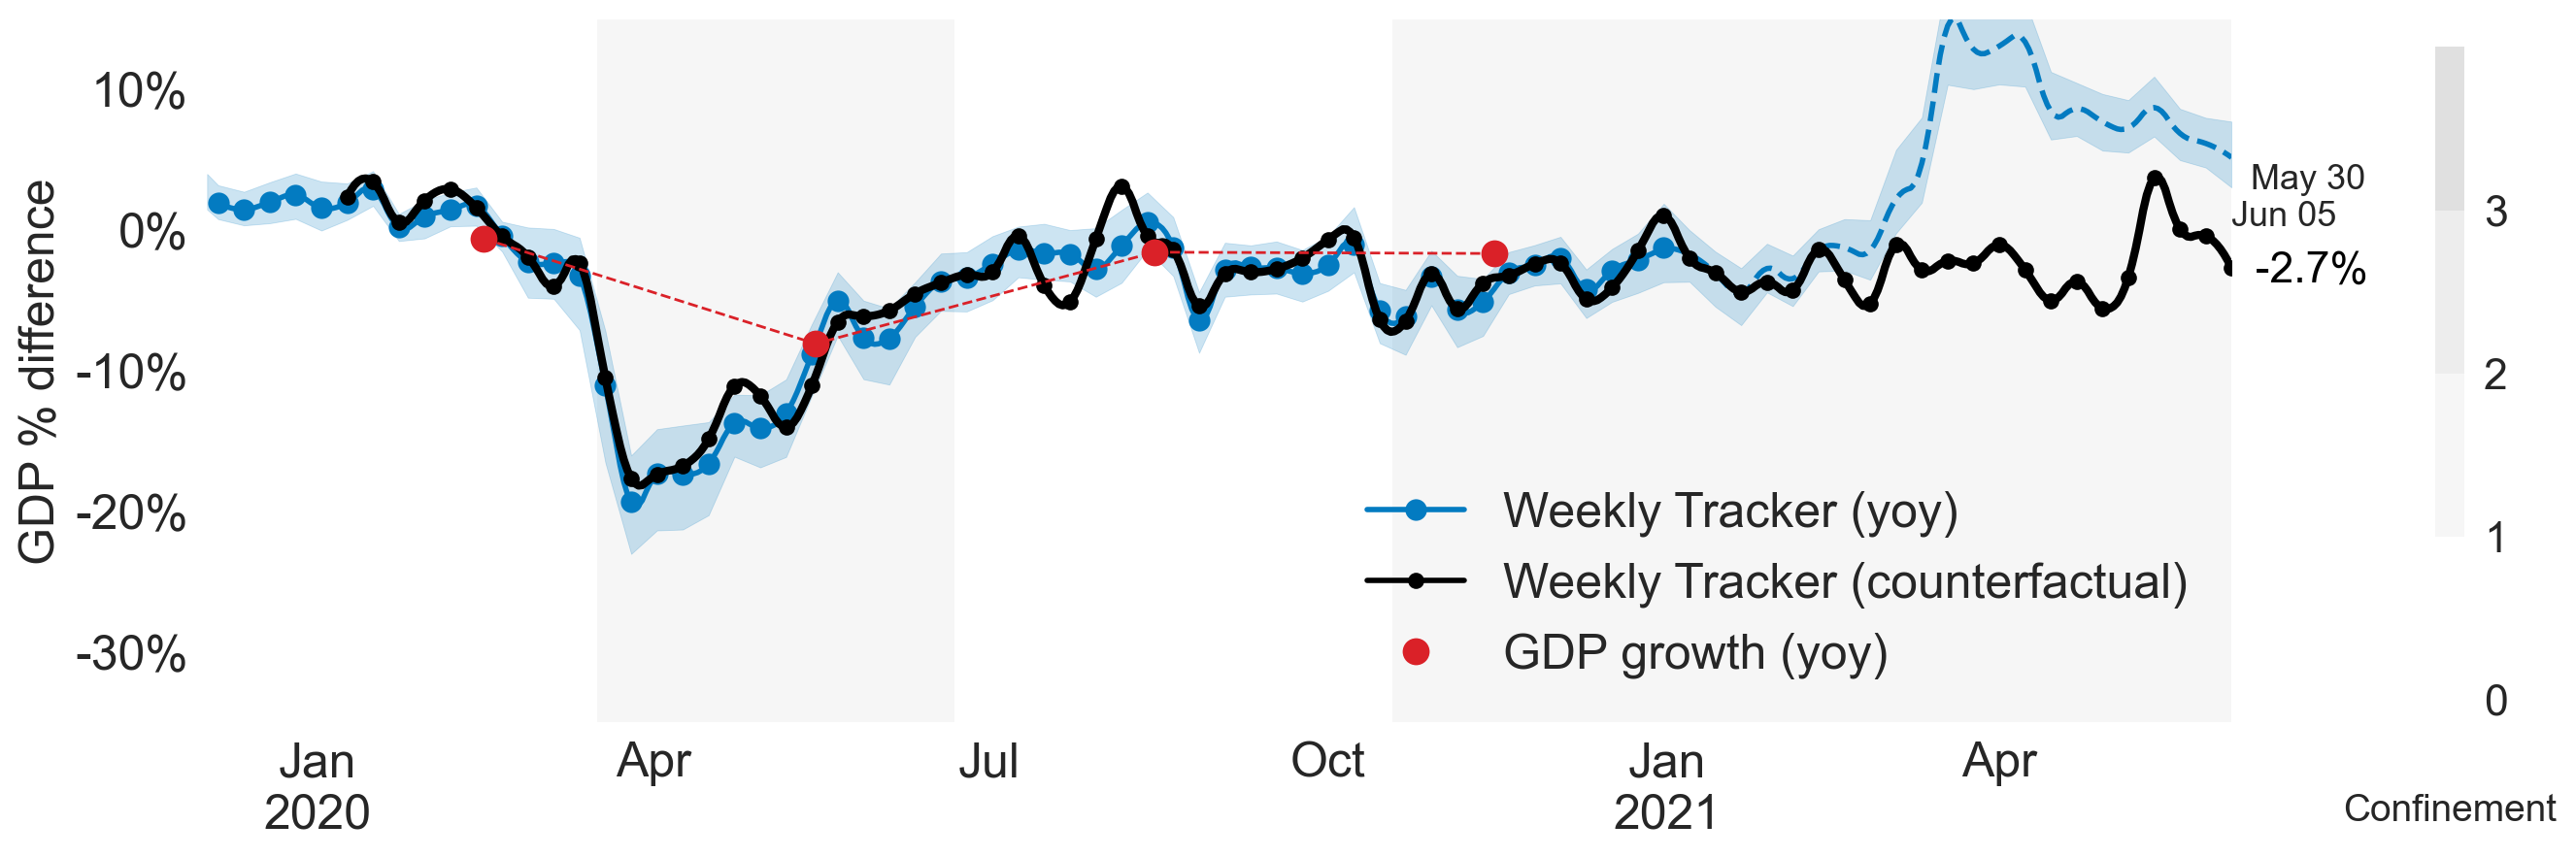 GDP % difference
10%
0%
-10%
-20%
-30%
Jan
2020
Apr
Jul
Oct
Jan
2021
Apr
May 30
Jun 05
-2.7%
Weekly Tracker (yoy)
Weekly Tracker (counterfactual)
GDP growth (yoy)
3
2
1
0
Confinement